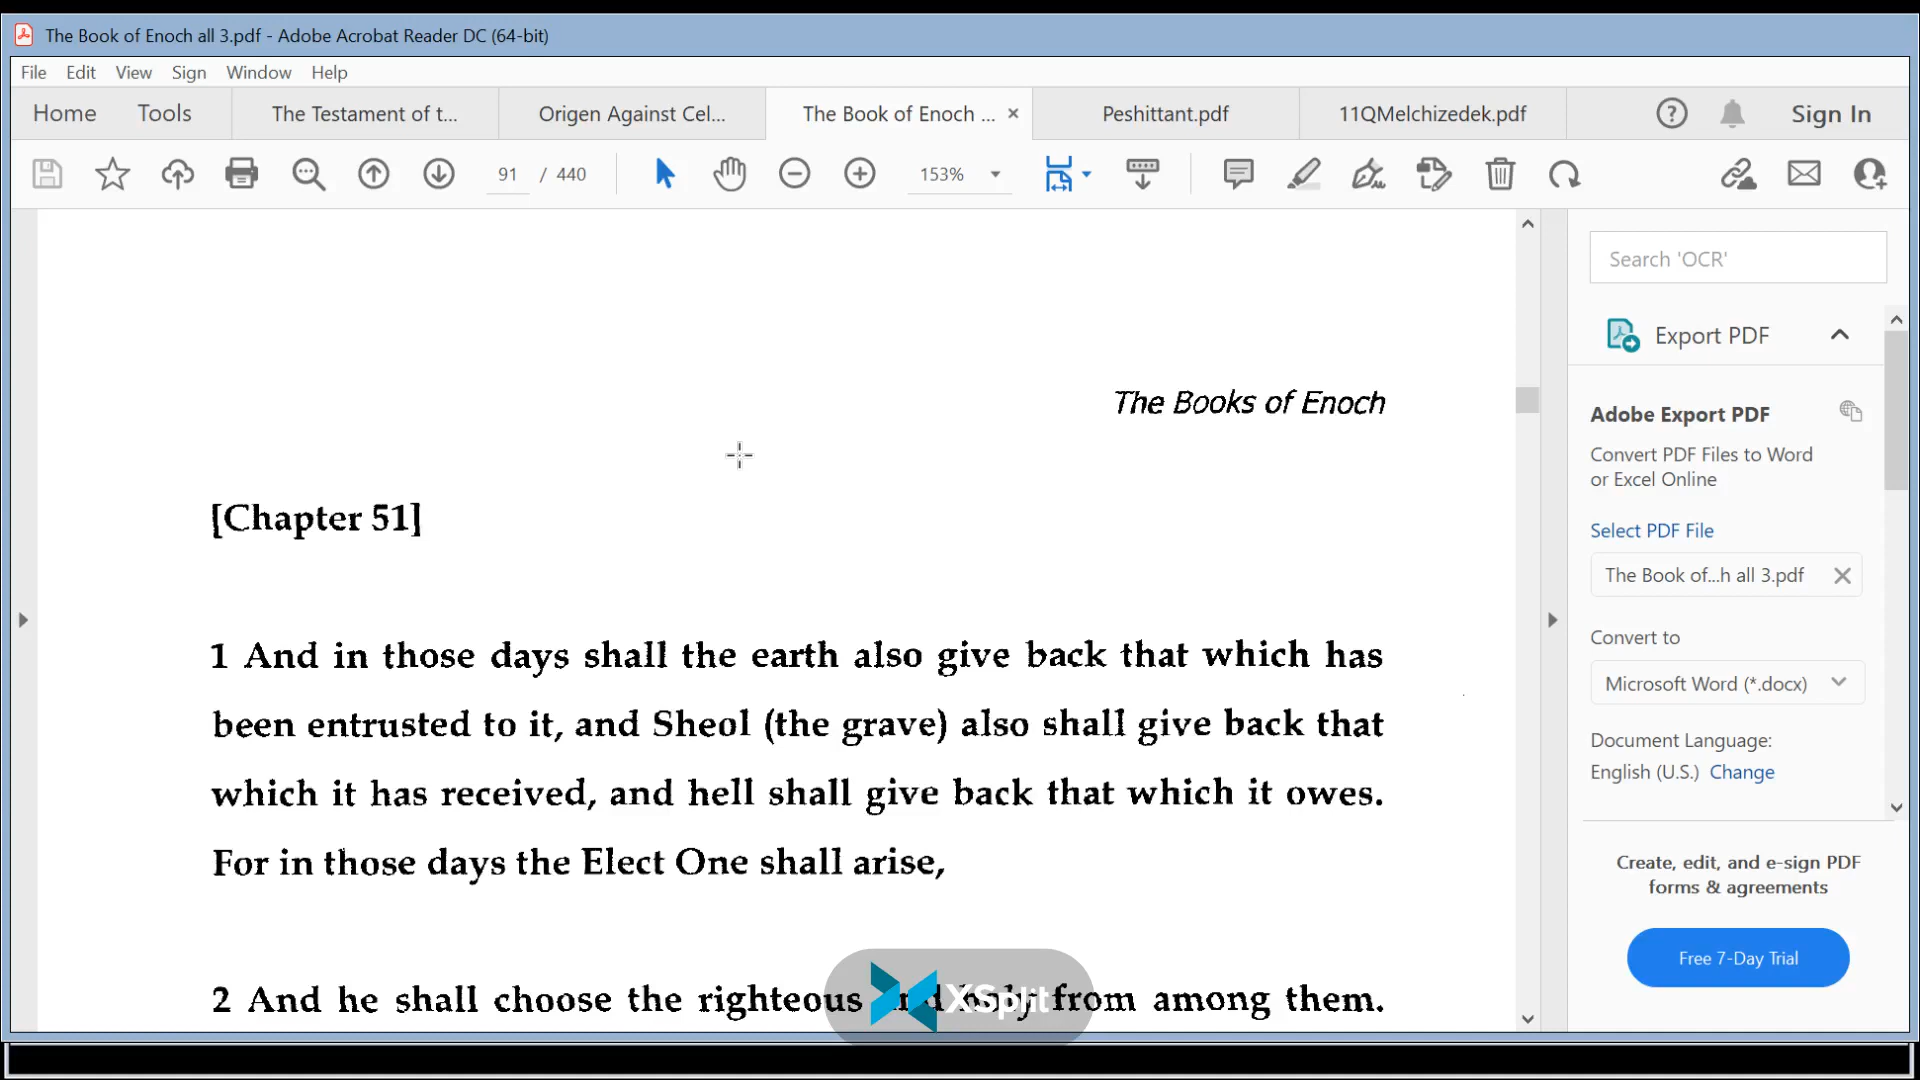 The Book of Enoch all 3.pdf - Adobe Acrobat Reader DC (64-bit)
File Edit View Sign Window Help
Home Tools The Testament of t... Origen Against Cel... The Book of Enoch ... Peshittant.pdf 11QMelchizedek.pdf Sign In
91 / 440 153%
The Books of Enoch
[Chapter 51]
1 And in those days shall the earth also give back that which has
been entrusted to it, and Sheol (the grave) also shall give back that
which it has received, and hell shall give back that which it owes.
For in those days the Elect One shall arise,
2 And he shall choose the righteous and holy from among them.
XSplit
Search 'OCR'
Export PDF
Adobe Export PDF
Convert PDF Files to Word
or Excel Online
Select PDF File
The Book of...h all 3.pdf
Convert to
Microsoft Word (*.docx)
Document Language:
English (U.S.) Change
Create, edit, and e-sign PDF
forms & agreements
Free 7-Day Trial